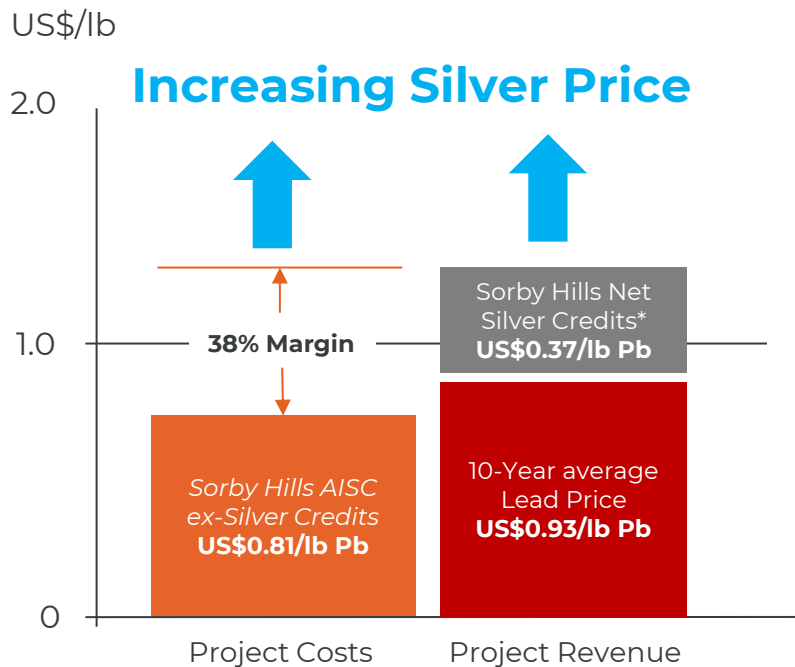 US$/lb
Increasing Silver Price
2.0
Sorby Hills Net
Silver Credits*
US$0.37/lb Pb
1.0
38% Margin
Sorby Hills AISC
ex-Silver Credits
US$0.81/lb Pb
10-Year average
Lead Price
US$0.93/lb Pb
0
Project Costs
Project Revenue